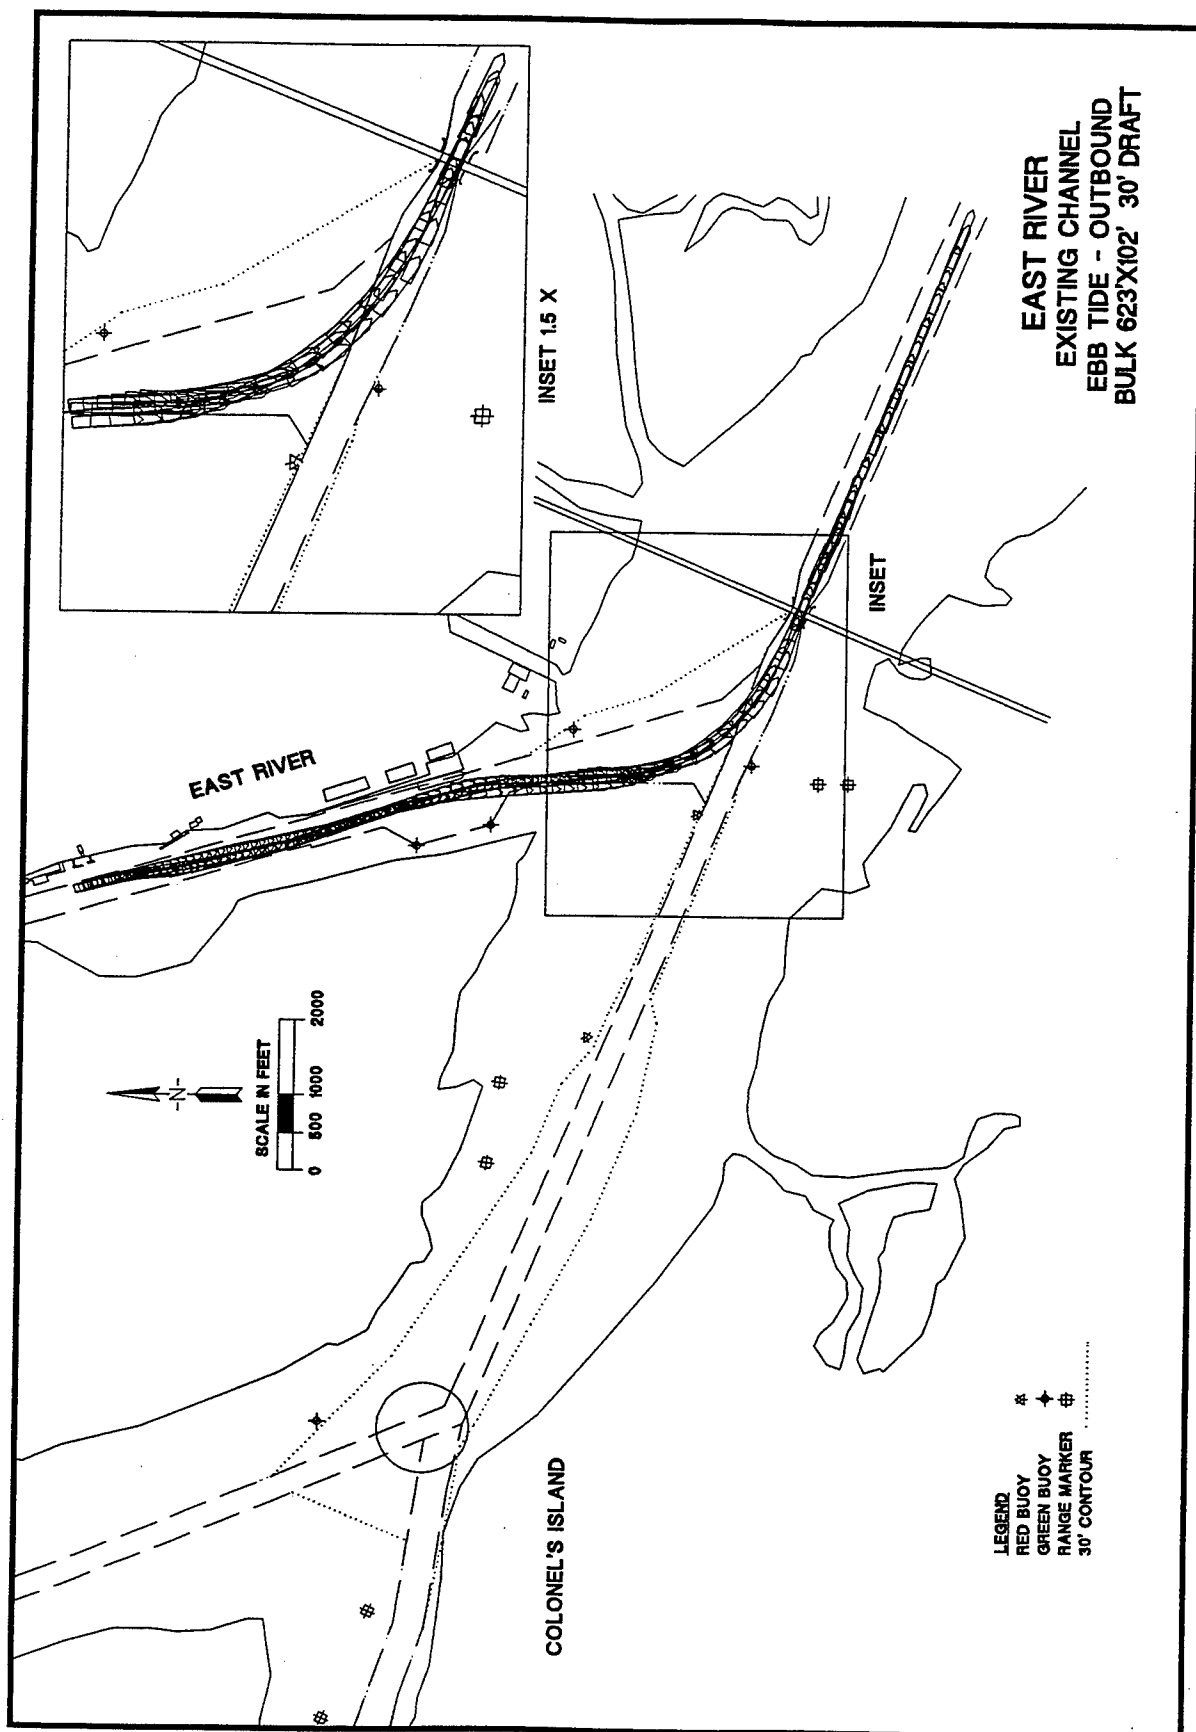 INSET 1.5 X
EAST RIVER
EXISTING CHANNEL
EBB TIDE - OUTBOUND
BULK 623'X102' 30' DRAFT
INSET
EAST RIVER
-N-
SCALE IN FEET
0 500 1000 2000
COLONEL'S ISLAND
LEGEND
RED BUOY
GREEN BUOY
RANGE MARKER
30' CONTOUR